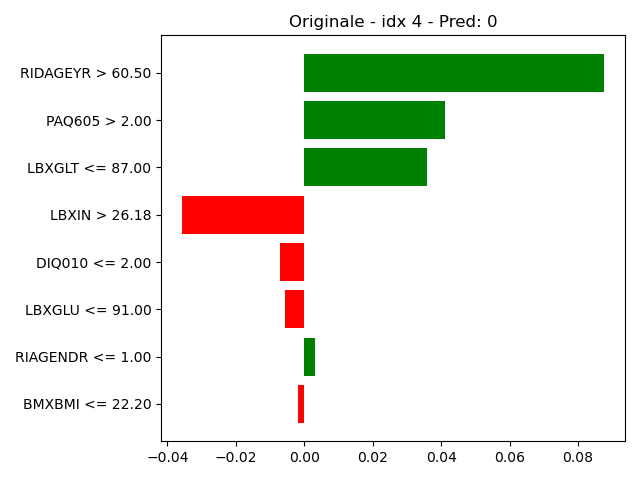 Originale - idx 4 - Pred: 0
RIDAGEYR > 60.50
PAQ605 > 2.00
LBXGLT <= 87.00
LBXIN > 26.18
DIQ010 <= 2.00
LBXGLU <= 91.00
RIAGENDR <= 1.00
BMXBMI <= 22.20
−0.04 −0.02 0.00 0.02 0.04 0.06 0.08